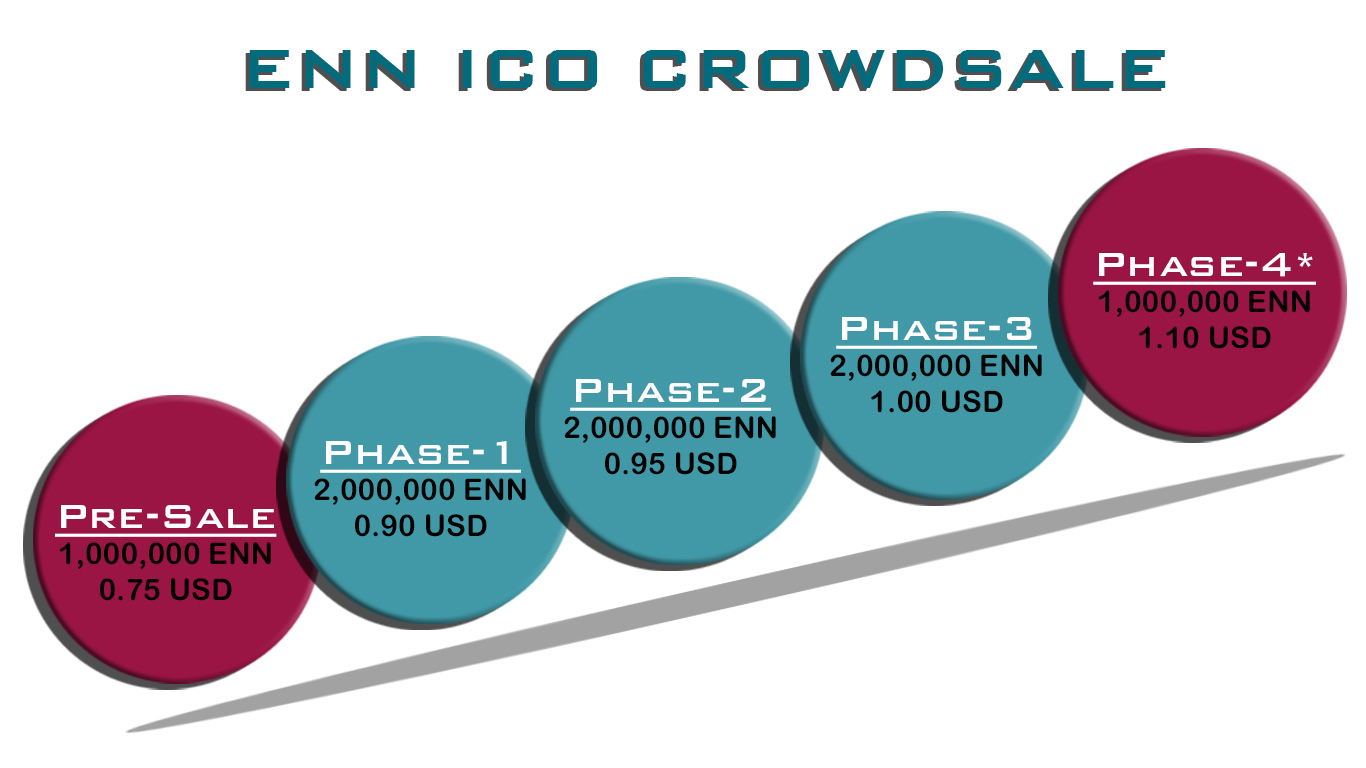 ENN ICO CROWDSALE
Pre-Sale
1,000,000 ENN
0.75 USD
Phase-1
2,000,000 ENN
0.90 USD
Phase-2
2,000,000 ENN
0.95 USD
Phase-3
2,000,000 ENN
1.00 USD
Phase-4*
1,000,000 ENN
1.10 USD